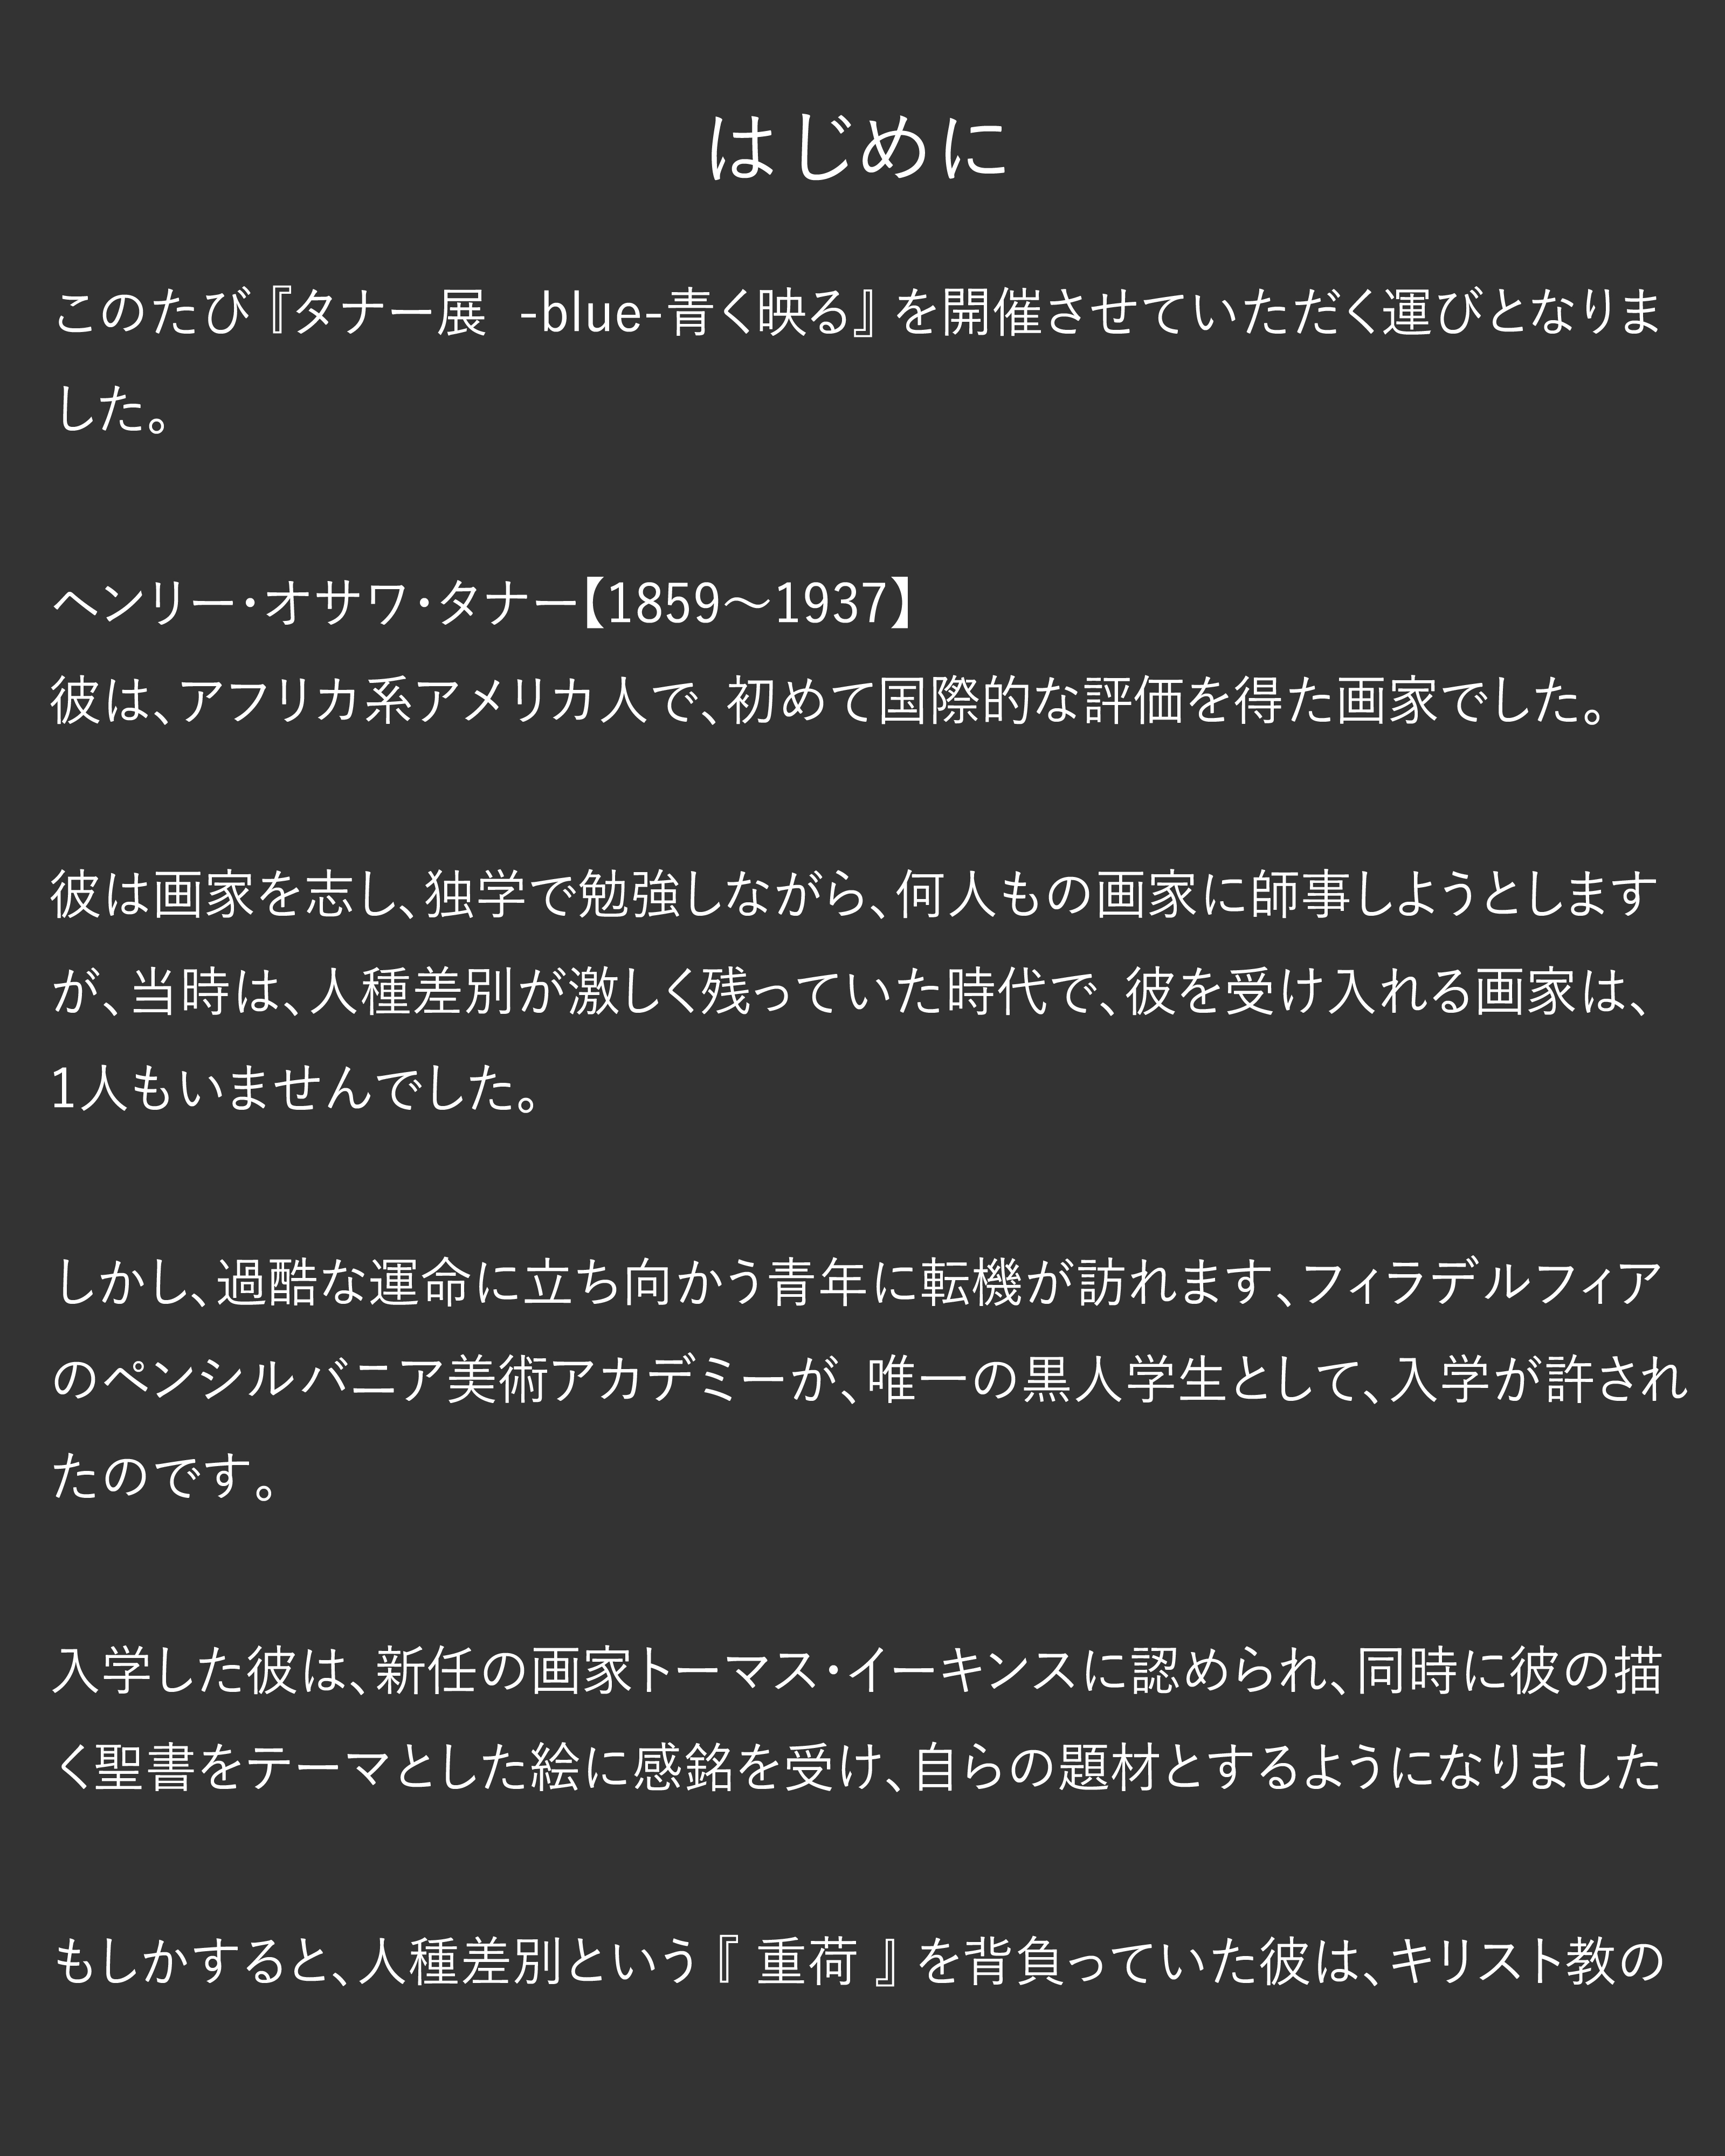 はじめに
このたび『タナー展 -blue-青く映る』を開催させていただく運びとなりま
した。
ヘンリー・オサワ・タナー【1859〜1937】
彼は、アフリカ系アメリカ人で、初めて国際的な評価を得た画家でした。
彼は画家を志し、独学で勉強しながら、何人もの画家に師事しようとします
が、当時は、人種差別が激しく残っていた時代で、彼を受け入れる画家は、
1人もいませんでした。
しかし、過酷な運命に立ち向かう青年に転機が訪れます、フィラデルフィア
のペンシルバニア美術アカデミーが、唯一の黒人学生として、入学が許され
たのです。
入学した彼は、新任の画家トーマス・イーキンスに認められ、同時に彼の描
く聖書をテーマとした絵に感銘を受け、自らの題材とするようになりました
もしかすると、人種差別という『 重荷 』を背負っていた彼は、キリスト教の